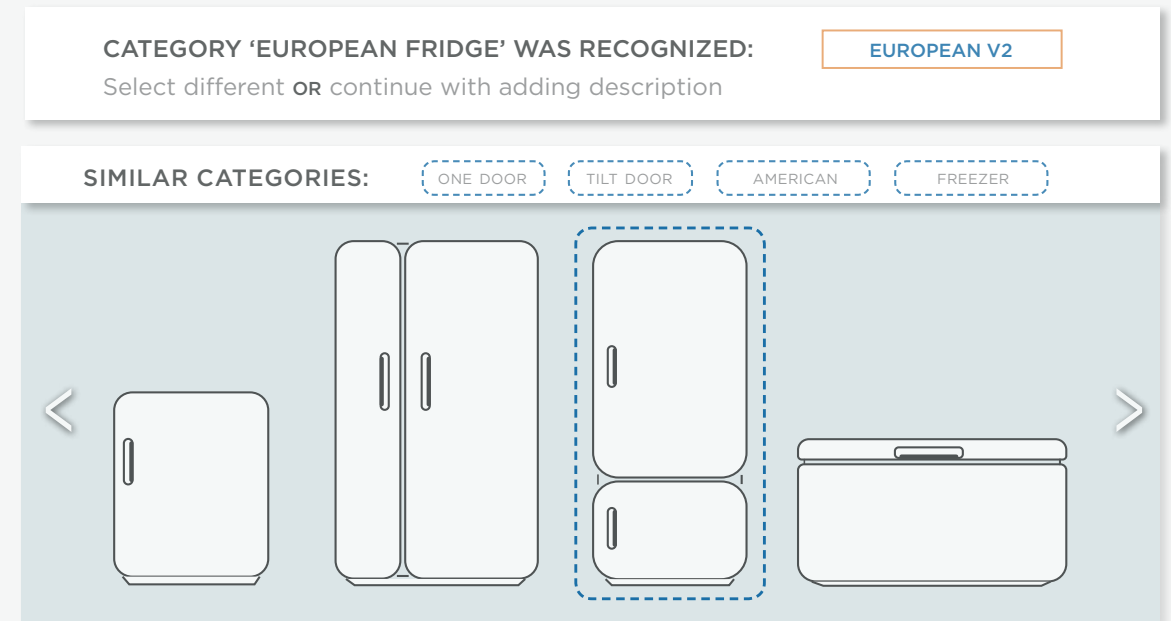 CATEGORY ‘EUROPEAN FRIDGE’ WAS RECOGNIZED:
EUROPEAN V2
Select different OR continue with adding description
SIMILAR CATEGORIES:
ONE DOOR
TILT DOOR
AMERICAN
FREEZER